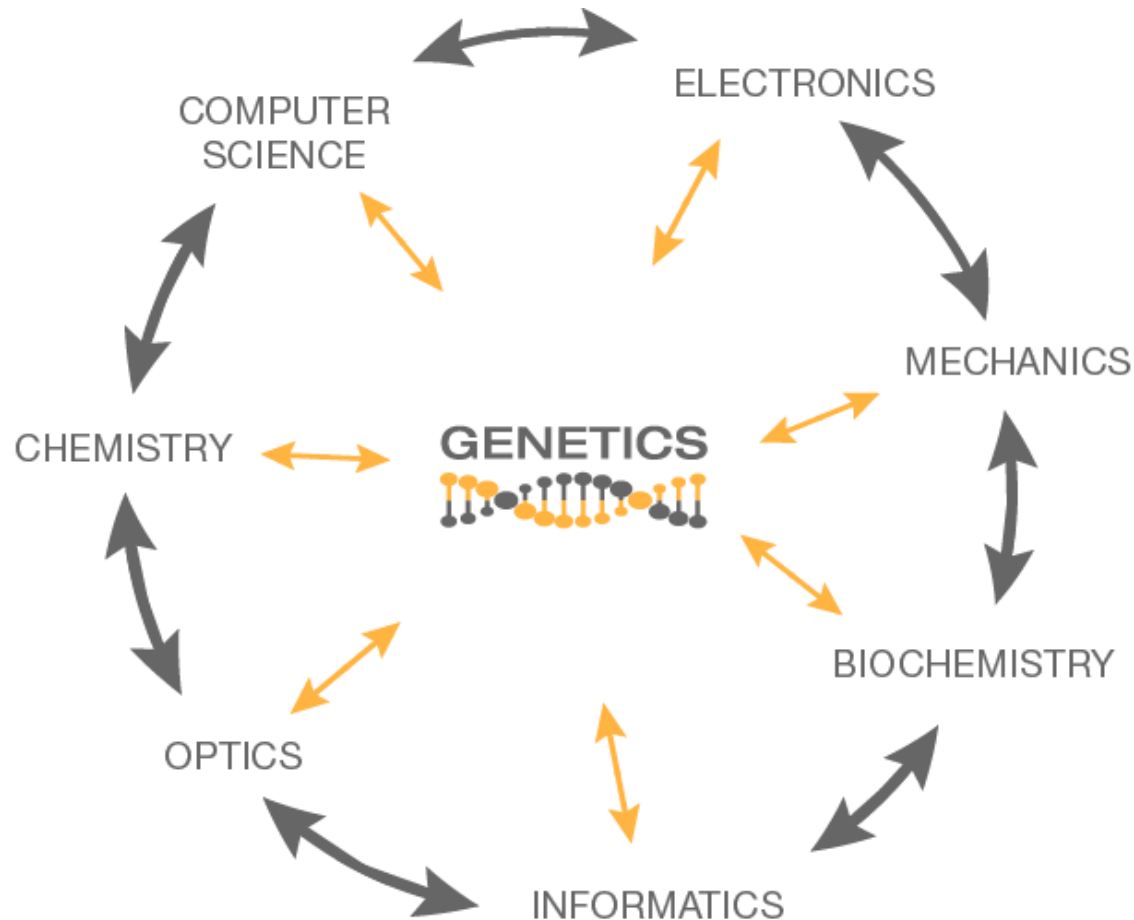 ELECTRONICS
COMPUTER
SCIENCE
MECHANICS
CHEMISTRY
GENETICS
BIOCHEMISTRY
OPTICS
INFORMATICS